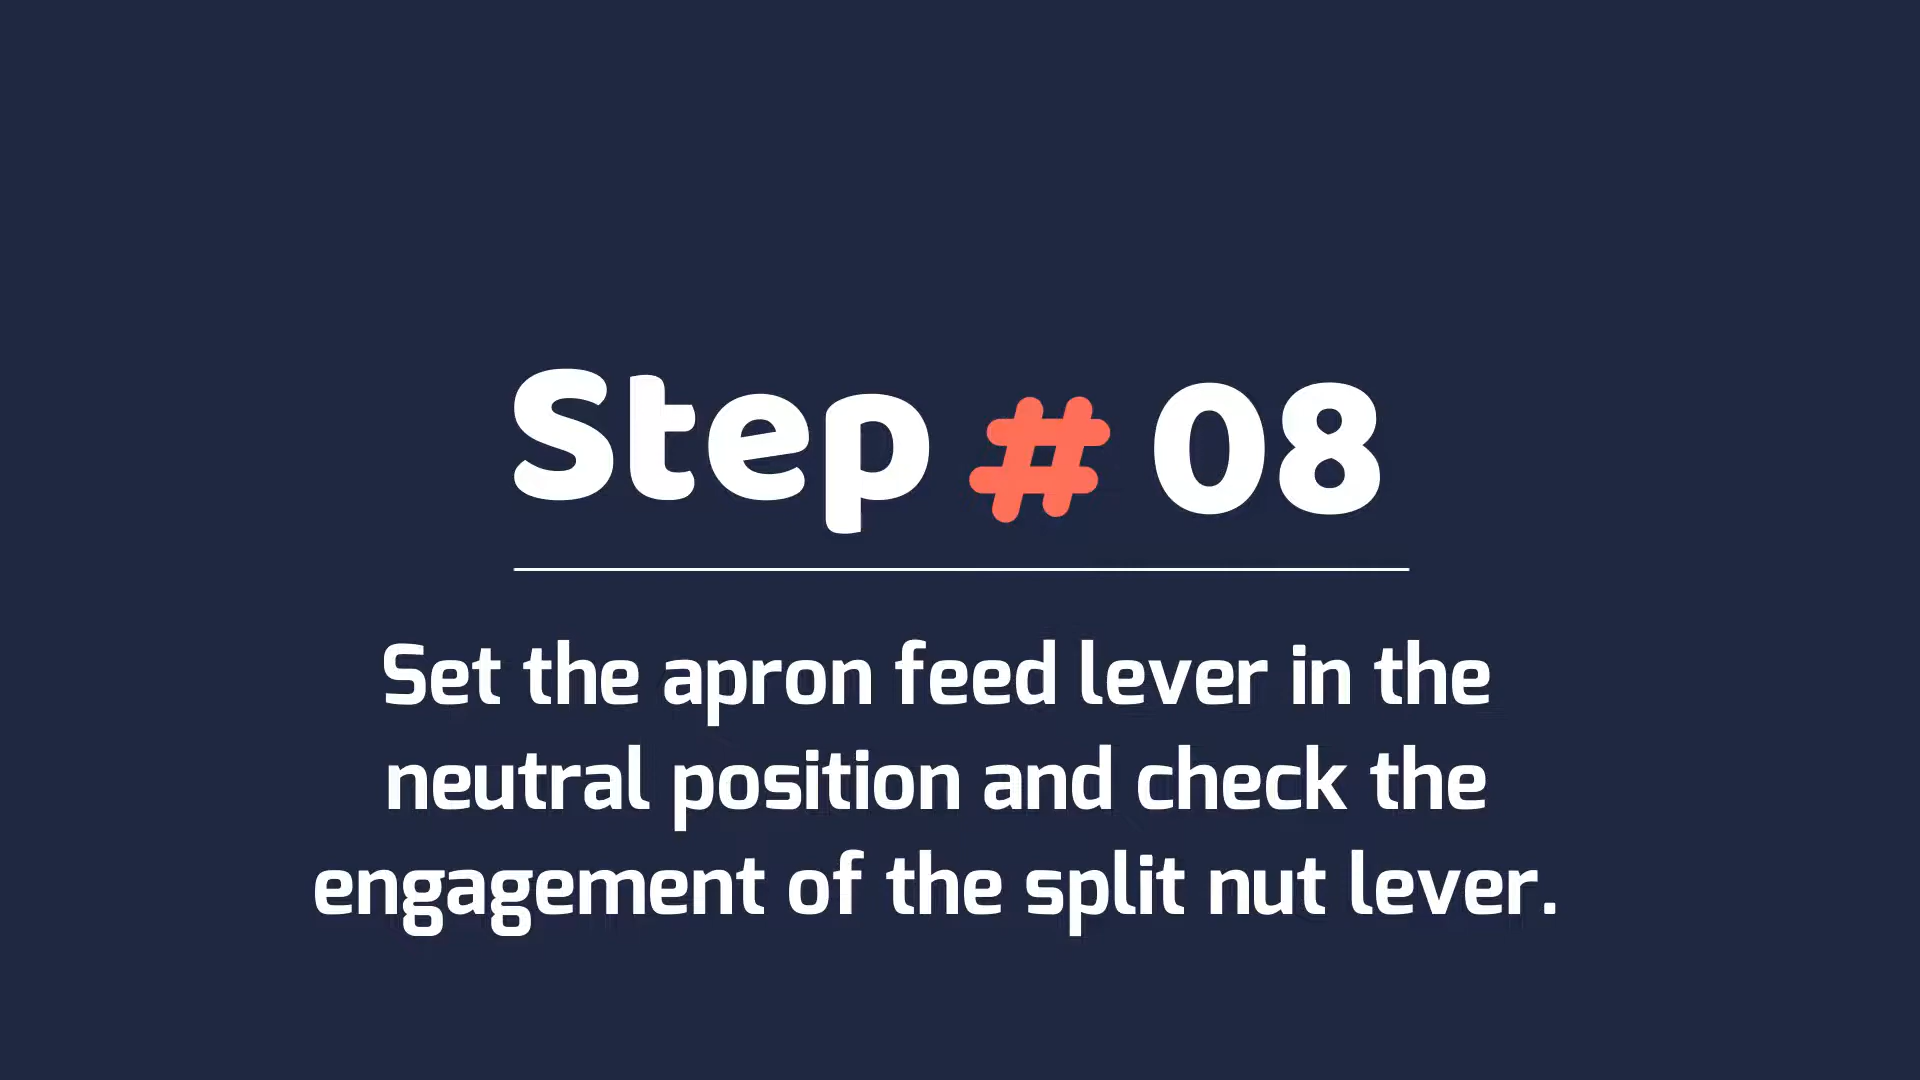 Step # 08
Set the apron feed lever in the
neutral position and check the
engagement of the split nut lever.